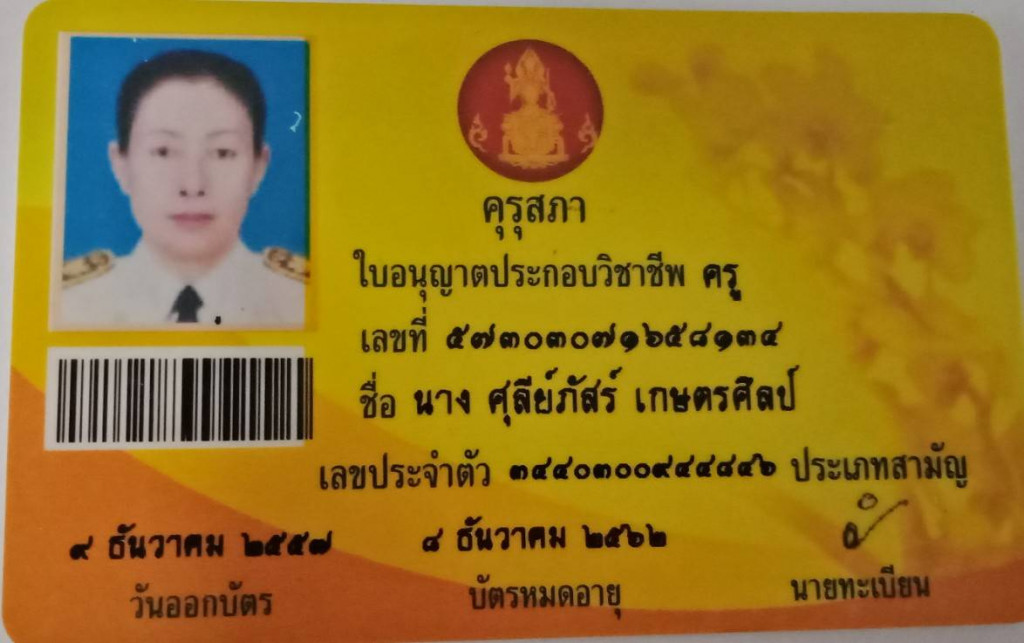 คุรุสภา
ใบอนุญาตประกอบวิชาชีพ ครู
เลขที่ ๕๗๓๐๓๐๗๑๖๕๘๑๓๔
ชื่อ นาง ศุลีย์ภัสร์ เกษตรศิลป์
เลขประจำตัว ๓๔๔๐๓๐๐๙๔๔๘๔๖ ประเภทสามัญ
๙ ธันวาคม ๒๕๕๗ ๘ ธันวาคม ๒๕๖๒
วันออกบัตร บัตรหมดอายุ นายทะเบียน